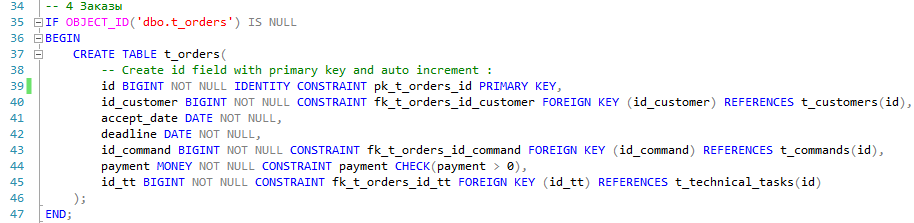 34 -- 4 Заказы
35 IF OBJECT_ID('dbo.t_orders') IS NULL
36 BEGIN
37 CREATE TABLE t_orders(
38 -- Create id field with primary key and auto increment :
39 id BIGINT NOT NULL IDENTITY CONSTRAINT pk_t_orders_id PRIMARY KEY,
40 id_customer BIGINT NOT NULL CONSTRAINT fk_t_orders_id_customer FOREIGN KEY (id_customer) REFERENCES t_customers(id),
41 accept_date DATE NOT NULL,
42 deadline DATE NOT NULL,
43 id_command BIGINT NOT NULL CONSTRAINT fk_t_orders_id_command FOREIGN KEY (id_command) REFERENCES t_commands(id),
44 payment MONEY NOT NULL CONSTRAINT payment CHECK(payment > 0),
45 id_tt BIGINT NOT NULL CONSTRAINT fk_t_orders_id_tt FOREIGN KEY (id_tt) REFERENCES t_technical_tasks(id)
46 );
47 END;